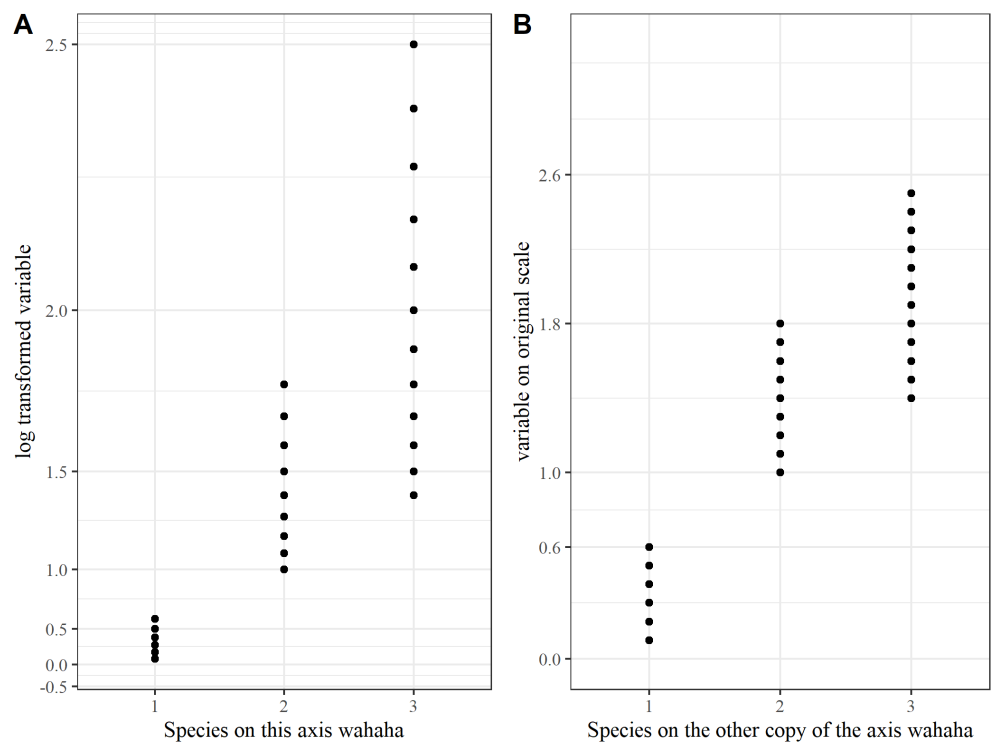 A
log transformed variable
2.5
2.0
1.5
1.0
0.5
0.0
-0.5
1 2 3
Species on this axis wahaha
B
variable on original scale
2.6
1.8
1.0
0.6
0.0
1 2 3
Species on the other copy of the axis wahaha